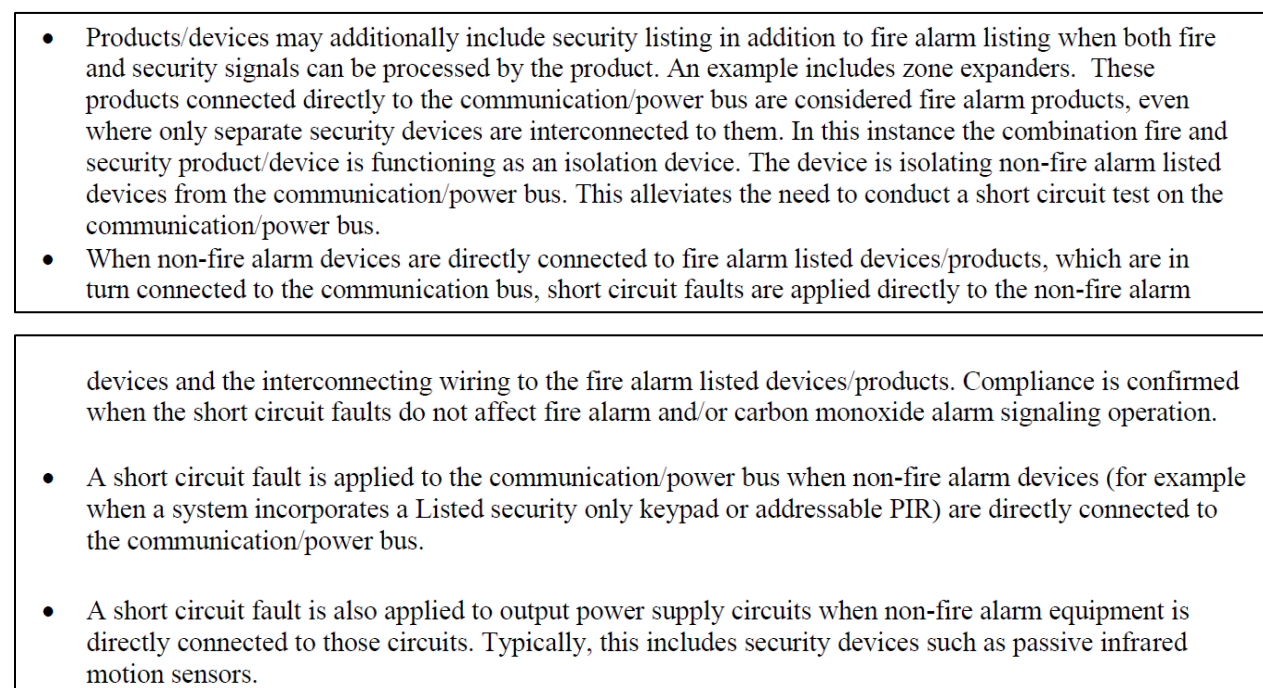 • Products/devices may additionally include security listing in addition to fire alarm listing when both fire
and security signals can be processed by the product. An example includes zone expanders.  These
products connected directly to the communication/power bus are considered fire alarm products, even
where only separate security devices are interconnected to them. In this instance the combination fire and
security product/device is functioning as an isolation device. The device is isolating non-fire alarm listed
devices from the communication/power bus. This alleviates the need to conduct a short circuit test on the
communication/power bus.
• When non-fire alarm devices are directly connected to fire alarm listed devices/products, which are in
turn connected to the communication bus, short circuit faults are applied directly to the non-fire alarm
devices and the interconnecting wiring to the fire alarm listed devices/products. Compliance is confirmed
when the short circuit faults do not affect fire alarm and/or carbon monoxide alarm signaling operation.
• A short circuit fault is applied to the communication/power bus when non-fire alarm devices (for example
when a system incorporates a Listed security only keypad or addressable PIR) are directly connected to
the communication/power bus.
• A short circuit fault is also applied to output power supply circuits when non-fire alarm equipment is
directly connected to those circuits. Typically, this includes security devices such as passive infrared
motion sensors.